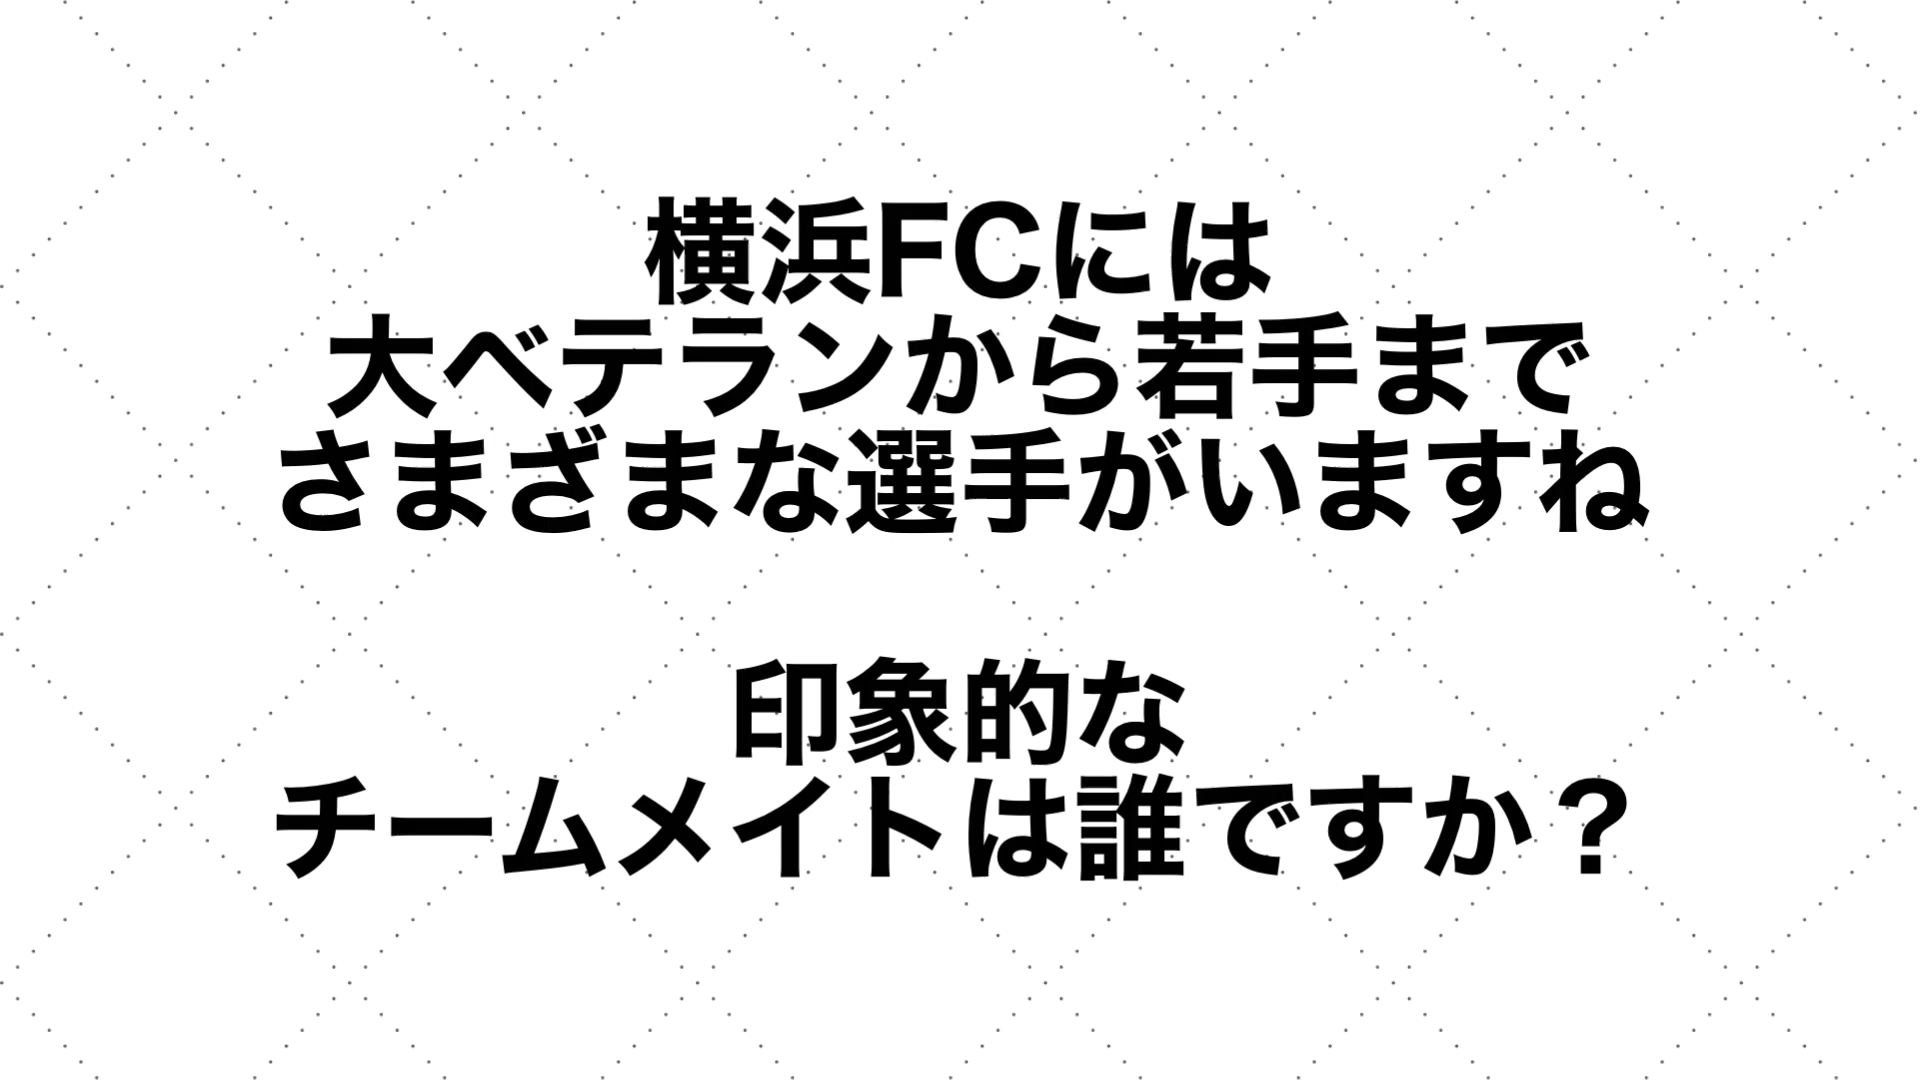 横浜FCには
大ベテランから若手まで
さまざまな選手がいますね
印象的な
チームメイトは誰ですか？